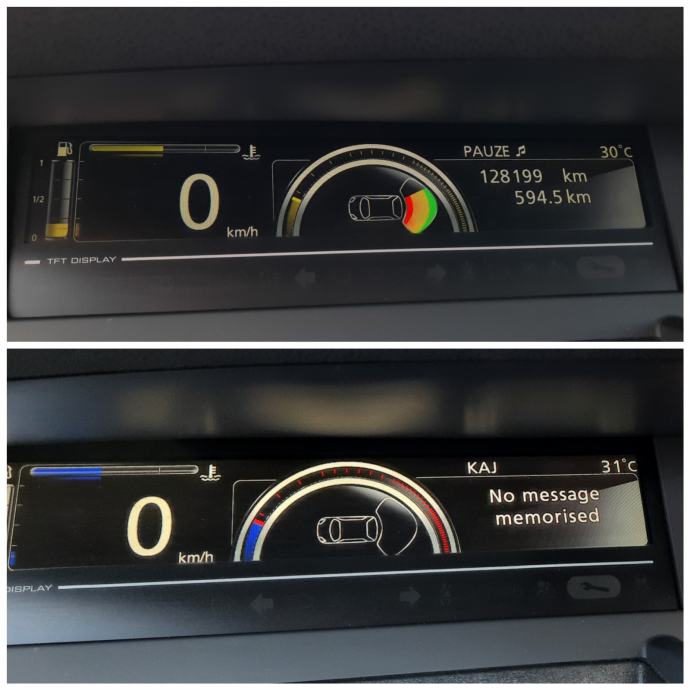 PAUZE ♫ 30°C
1
128199 km
1/2
0
594.5 km
0
km/h
TFT DISPLAY
KAJ 31°C
No message
memorised
0
km/h
DISPLAY